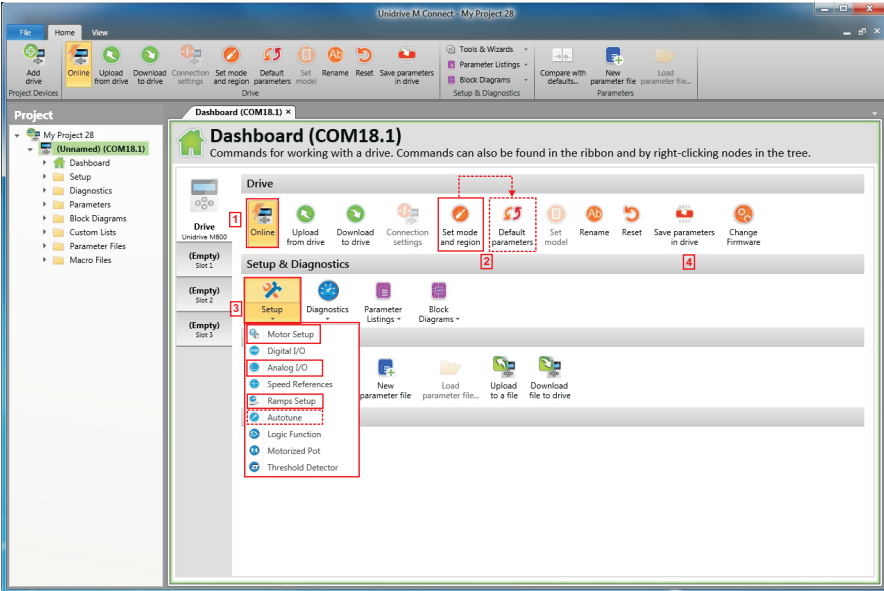 Unidrive M Connect - My Project 28
File Home View
Add drive
Online
Upload from drive
Download to drive
Connection settings
Set mode and region
Default parameters
Set model
Rename
Reset
Save parameters in drive
Tools & Wizards
Parameter Listings
Block Diagrams
Compare with defaults...
New parameter file
Load parameter file...
Project Devices
Drive
Setup & Diagnostics
Parameters
Project
My Project 28
(Unnamed) (COM18.1)
Dashboard
Setup
Diagnostics
Parameters
Block Diagrams
Custom Lists
Parameter Files
Macro Files
Dashboard (COM18.1) ×
Dashboard (COM18.1)
Commands for working with a drive. Commands can also be found in the ribbon and by right-clicking nodes in the tree.
Drive
Unidrive M600
(Empty)
Slot 1
(Empty)
Slot 2
(Empty)
Slot 3
Drive
1
Online
Upload from drive
Download to drive
Connection settings
Set mode and region
Default parameters
Set model
Rename
Reset
Save parameters in drive
Change Firmware
2
4
Setup & Diagnostics
3
Setup
Diagnostics
Parameter Listings
Block Diagrams
Motor Setup
Digital I/O
Analog I/O
Speed References
Ramps Setup
Autotune
Logic Function
Motorized Pot
Threshold Detector
New parameter file
Load parameter file...
Upload to a file
Download file to drive